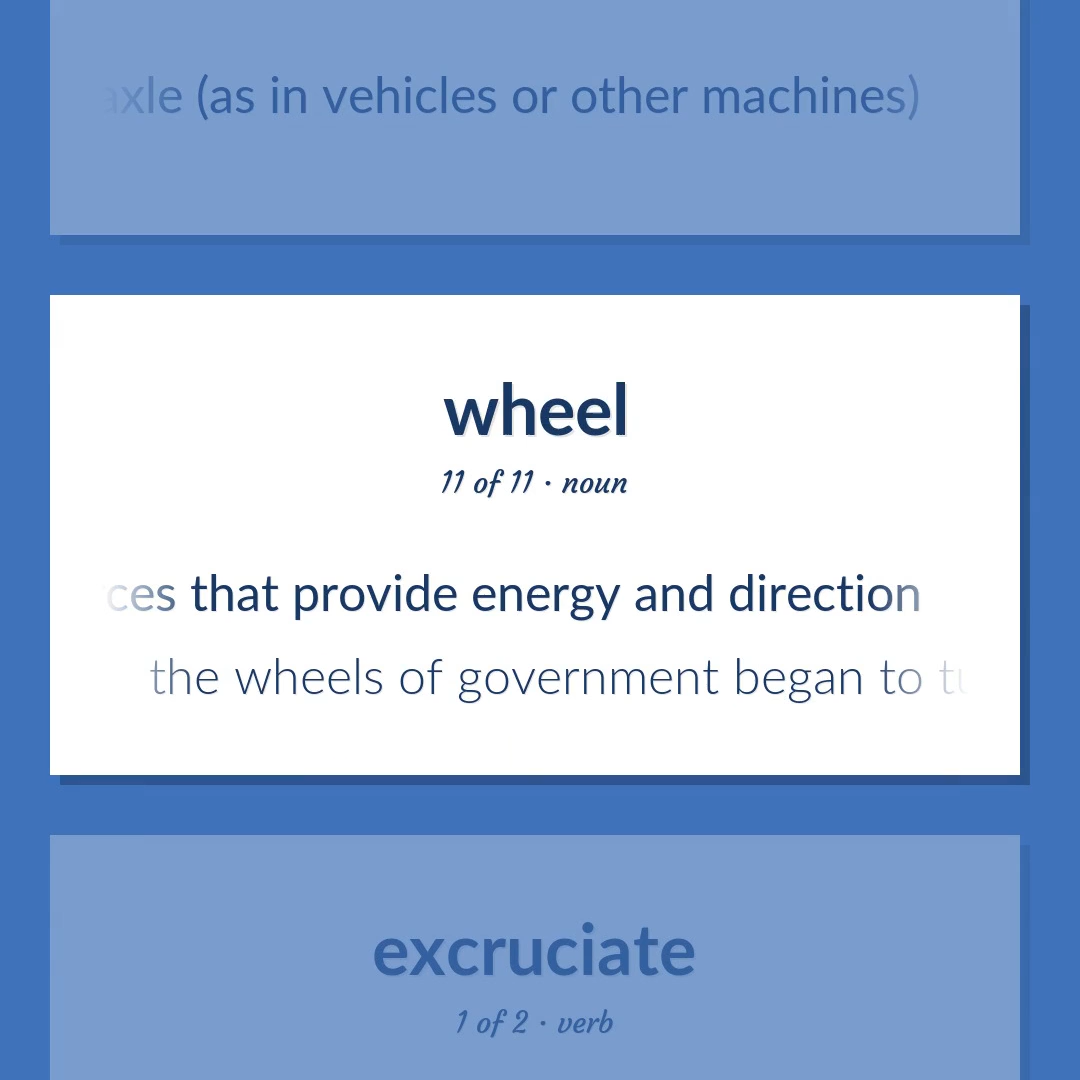 axle (as in vehicles or other machines)
wheel
11 of 11 · noun
that provide energy and direction
the wheels of government began to
excruciate
1 of 2 · verb